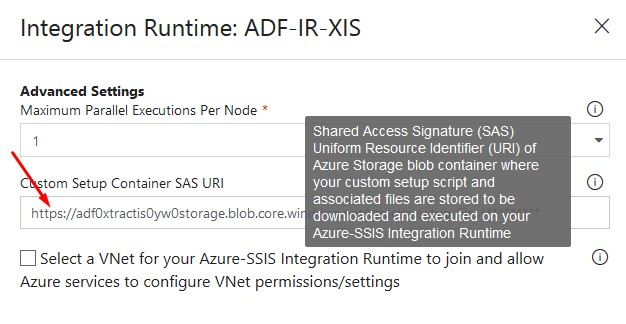 Integration Runtime: ADF-IR-XIS
Advanced Settings
Maximum Parallel Executions Per Node *
1
Shared Access Signature (SAS)
Uniform Resource Identifier (URI) of
Azure Storage blob container where
your custom setup script and
associated files are stored to be
downloaded and executed on your
Azure-SSIS Integration Runtime
Custom Setup Container SAS URI
https://adf0xtractis0yw0storage.blob.core.win
Select a VNet for your Azure-SSIS Integration Runtime to join and allow
Azure services to configure VNet permissions/settings